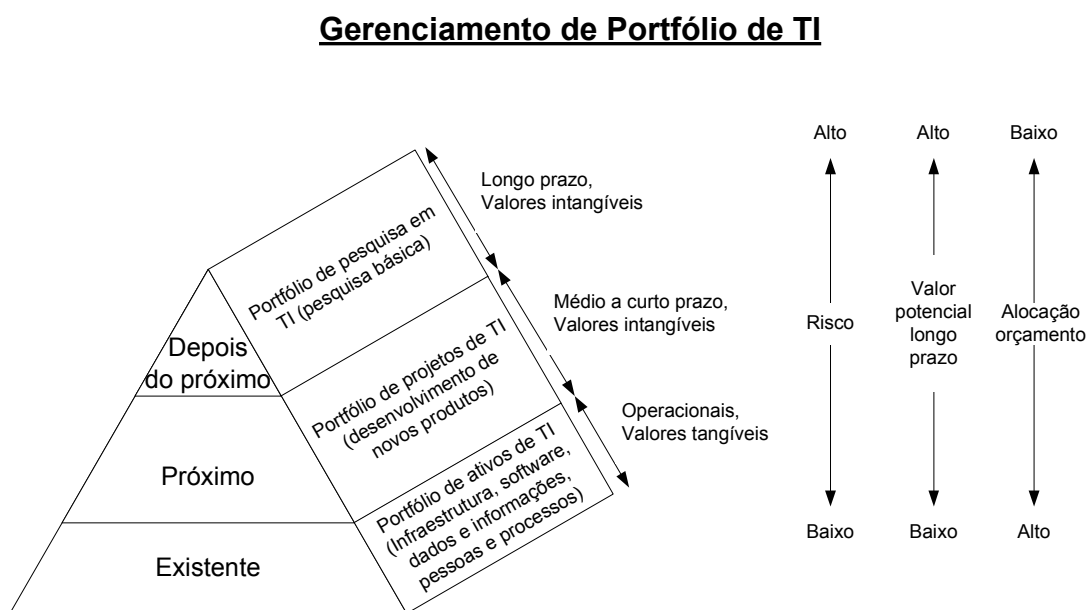 Gerenciamento de Portfólio de TI
Alto
Alto
Baixo
Longo prazo,
Valores intangíveis
Portfólio de pesquisa em
TI (pesquisa básica)
Médio a curto prazo,
Valores intangíveis
Risco
Valor
potencial
longo
prazo
Alocação
orçamento
Depois
do próximo
Portfólio de projetos de TI
(desenvolvimento de
novos produtos)
Operacionais,
Valores tangíveis
Próximo
Portfólio de ativos de TI
(Infraestrutura, software,
dados e informações,
pessoas e processos)
Baixo
Baixo
Alto
Existente